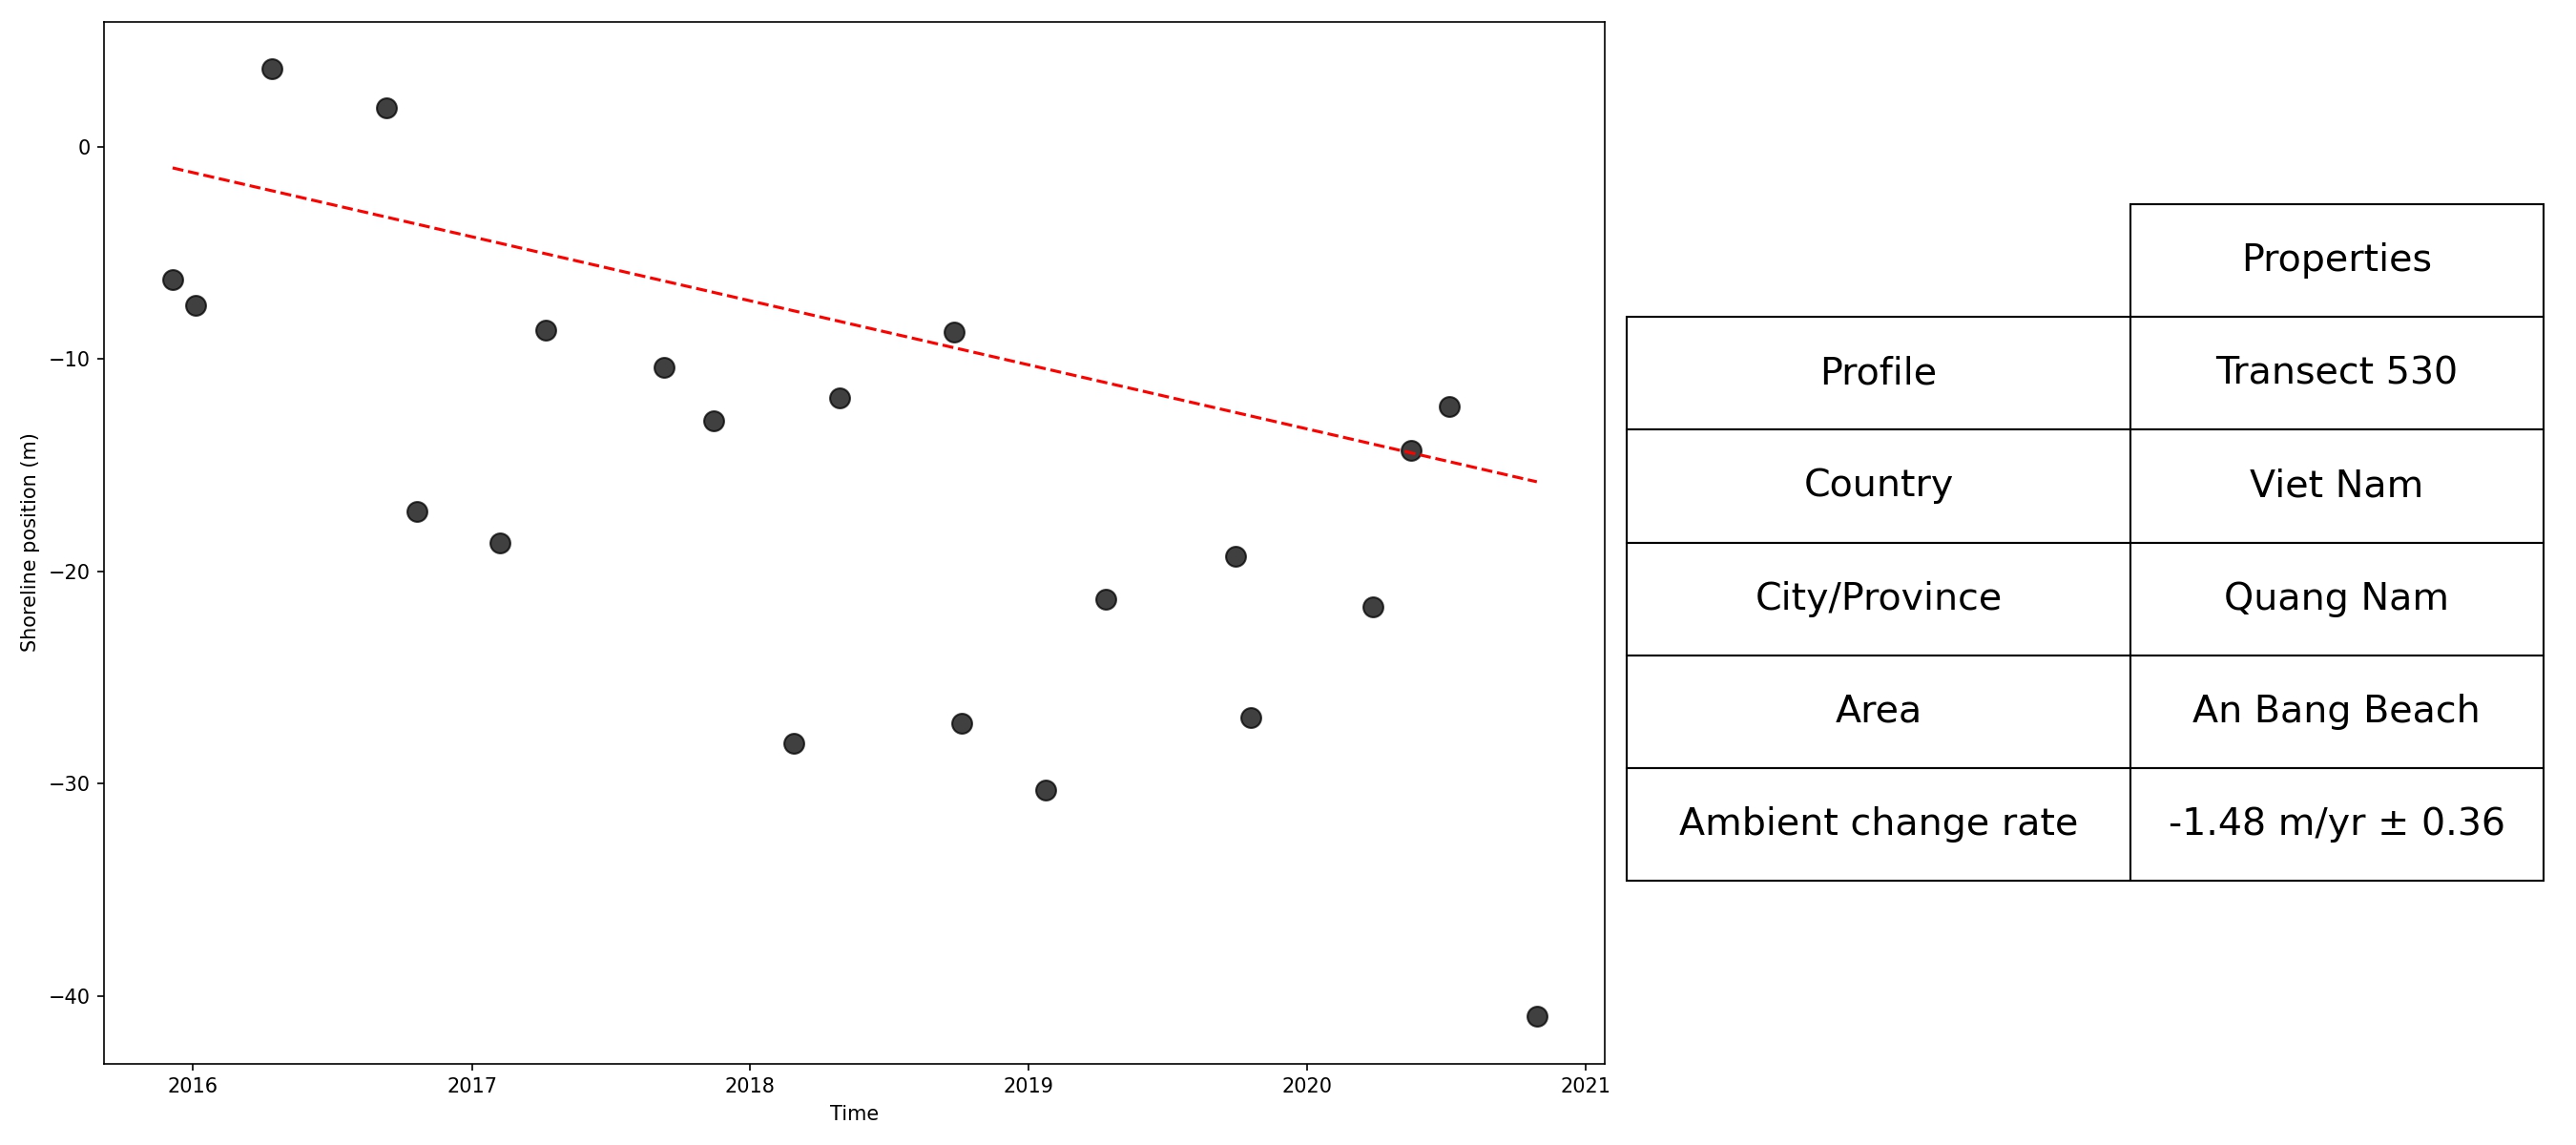 0
−10
−20
−30
−40
Shoreline position (m)
2016 2017 2018 2019 2020 2021
Time
Properties
Profile Transect 530
Country Viet Nam
City/Province Quang Nam
Area An Bang Beach
Ambient change rate -1.48 m/yr ± 0.36